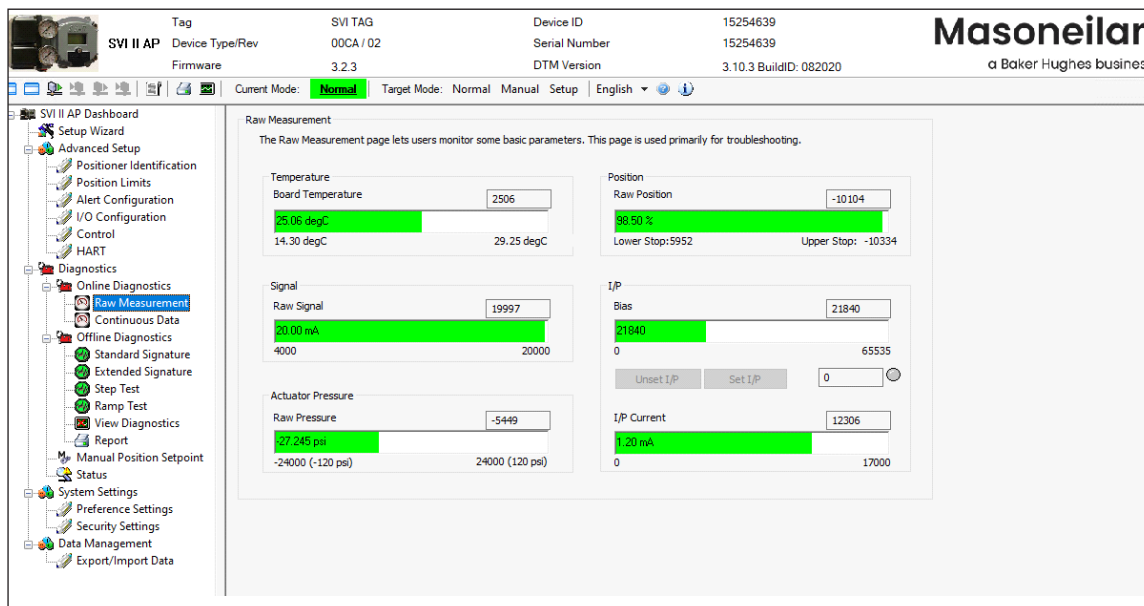 Tag SVI TAG Device ID 15254639
SVI II AP Device Type/Rev 00CA / 02 Serial Number 15254639
Firmware 3.2.3 DTM Version 3.10.3 BuildID: 082020
Masoneilar
a Baker Hughes busines
Current Mode: Normal Target Mode: Normal Manual Setup English
SVI II AP Dashboard
Setup Wizard
Advanced Setup
Positioner Identification
Position Limits
Alert Configuration
I/O Configuration
Control
HART
Diagnostics
Online Diagnostics
Raw Measurement
Continuous Data
Offline Diagnostics
Standard Signature
Extended Signature
Step Test
Ramp Test
View Diagnostics
Report
Manual Position Setpoint
Status
System Settings
Preference Settings
Security Settings
Data Management
Export/Import Data
Raw Measurement
The Raw Measurement page lets users monitor some basic parameters. This page is used primarily for troubleshooting.
Temperature
Board Temperature 2506
25.06 degC
14.30 degC 29.25 degC
Position
Raw Position -10104
98.50 %
Lower Stop:5952 Upper Stop: -10334
Signal
Raw Signal 19997
20.00 mA
4000 20000
I/P
Bias 21840
21840
0 65535
Unset I/P Set I/P 0
Actuator Pressure
Raw Pressure -5449
-27.245 psi
-24000 (-120 psi) 24000 (120 psi)
I/P Current 12306
1.20 mA
0 17000